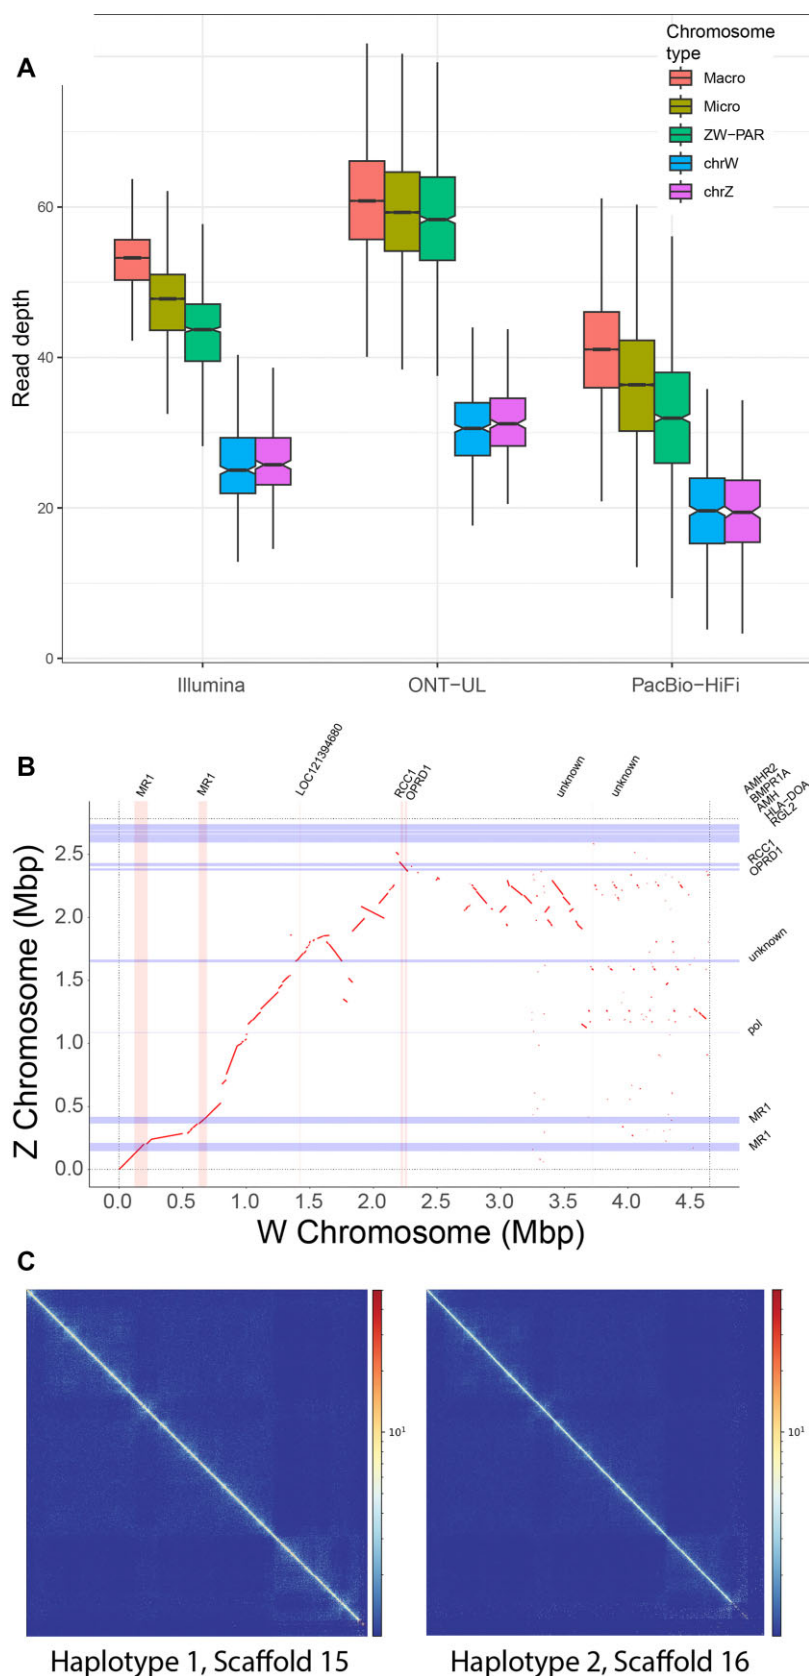 A
Chromosome
type
Macro
Micro
ZW-PAR
chrW
chrZ
Read depth
60
40
20
0
Illumina
ONT-UL
PacBio-HiFi
B
MR1
MR1
LOC121394680
RCC1
OPRD1
unknown
unknown
AMHR2
BMPR1A
AMH
HLA-DOA
RGL2
RCC1
OPRD1
unknown
pol
MR1
MR1
Z Chromosome (Mbp)
2.5
2.0
1.5
1.0
0.5
0.0
0.0 0.5 1.0 1.5 2.0 2.5 3.0 3.5 4.0 4.5
W Chromosome (Mbp)
C
10¹
10¹
Haplotype 1, Scaffold 15
Haplotype 2, Scaffold 16